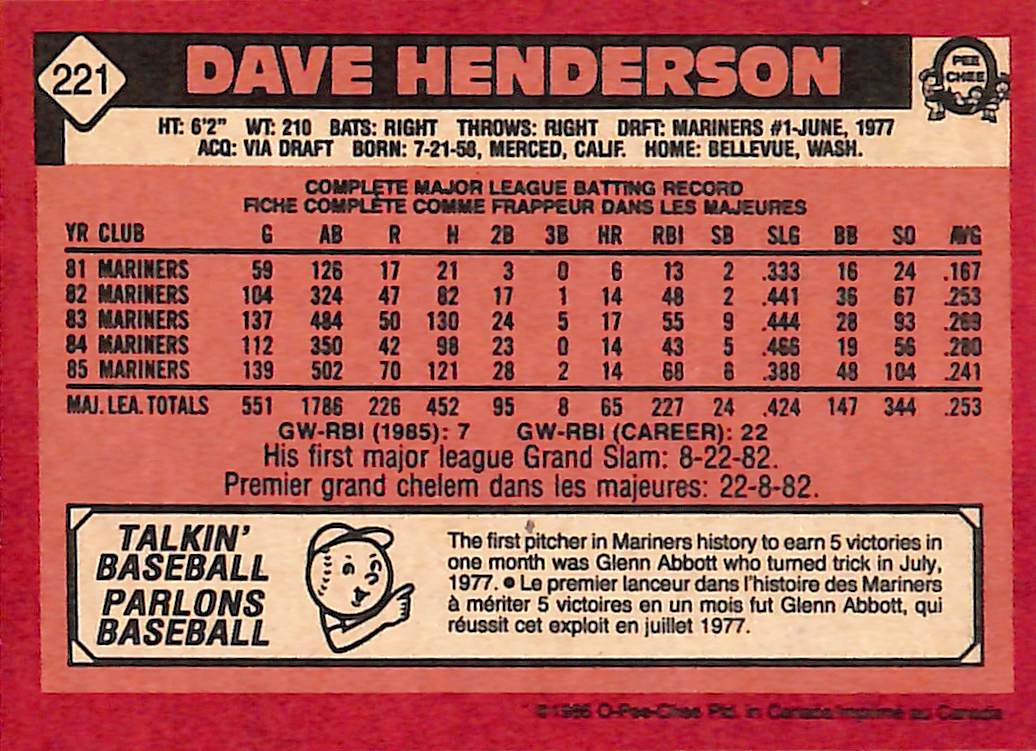 221 DAVE HENDERSON PEE CHEE
HT: 6'2" WT: 210 BATS: RIGHT THROWS: RIGHT DRFT: MARINERS #1-JUNE, 1977
ACQ: VIA DRAFT BORN: 7-21-58, MERCED, CALIF. HOME: BELLEVUE, WASH.
COMPLETE MAJOR LEAGUE BATTING RECORD
FICHE COMPLÈTE COMME FRAPPEUR DANS LES MAJEURES
YR CLUB G AB R H 2B 3B HR RBI SB SLG BB SO AVG
81 MARINERS 59 126 17 21 3 0 6 13 2 .333 16 24 .167
82 MARINERS 104 324 47 82 17 1 14 48 2 .441 36 67 .253
83 MARINERS 137 484 50 130 24 5 17 55 9 .444 28 93 .269
84 MARINERS 112 350 42 98 23 0 14 43 5 .466 19 56 .280
85 MARINERS 139 502 70 121 28 2 14 68 6 .388 48 104 .241
MAJ. LEA. TOTALS 551 1786 226 452 95 8 65 227 24 .424 147 344 .253
GW-RBI (1985): 7 GW-RBI (CAREER): 22
His first major league Grand Slam: 8-22-82.
Premier grand chelem dans les majeures: 22-8-82.
TALKIN'
BASEBALL
PARLONS
BASEBALL
The first pitcher in Mariners history to earn 5 victories in
one month was Glenn Abbott who turned trick in July,
1977. ● Le premier lanceur dans l'histoire des Mariners
à mériter 5 victoires en un mois fut Glenn Abbott, qui
réussit cet exploit en juillet 1977.
©1986 O-Pee-Chee Ptd. in Canada/Imprimé au Canada